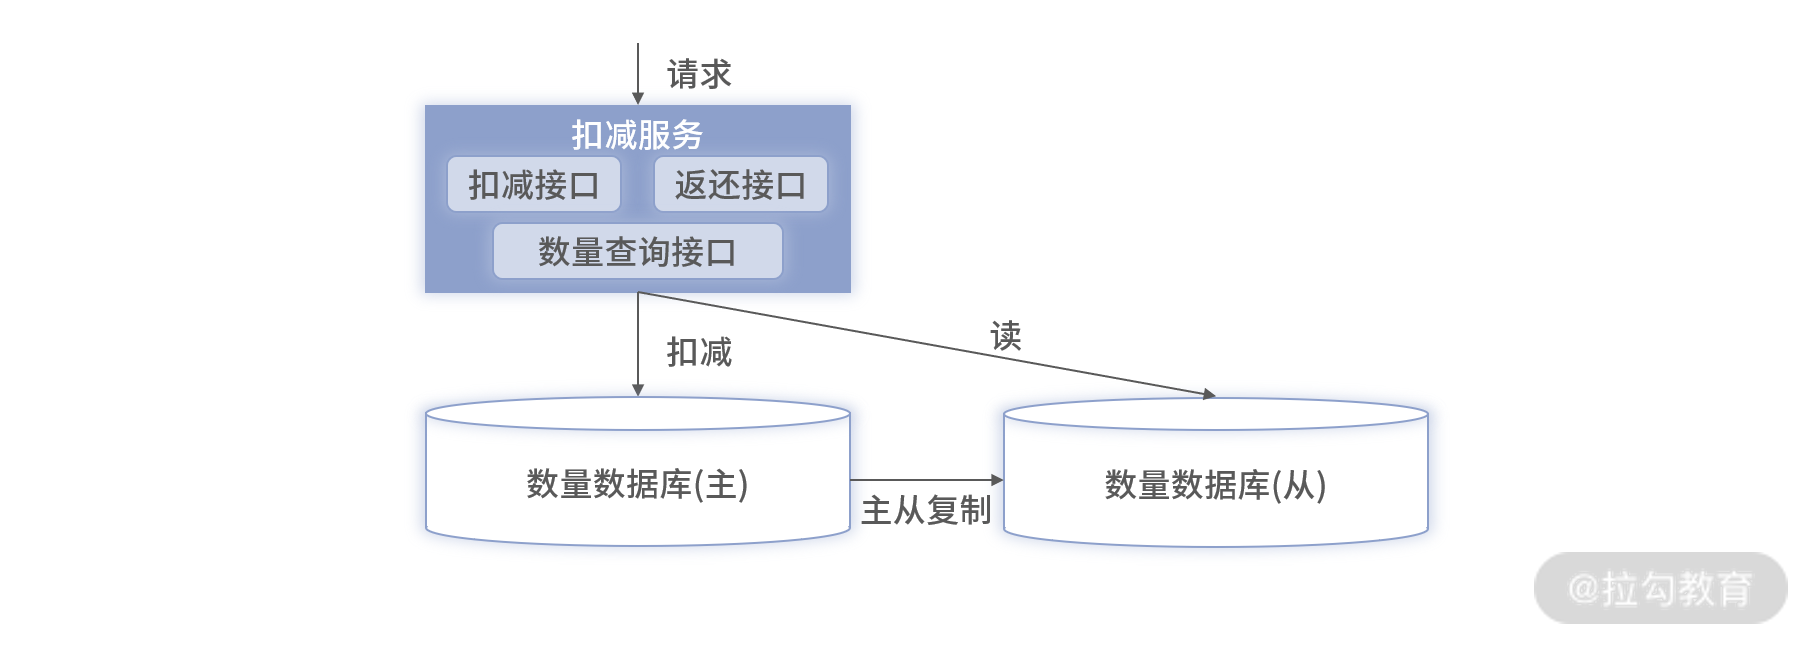 请求
扣减服务
扣减接口
返还接口
数量查询接口
扣减
读
数量数据库(主)
主从复制
数量数据库(从)
@拉勾教育